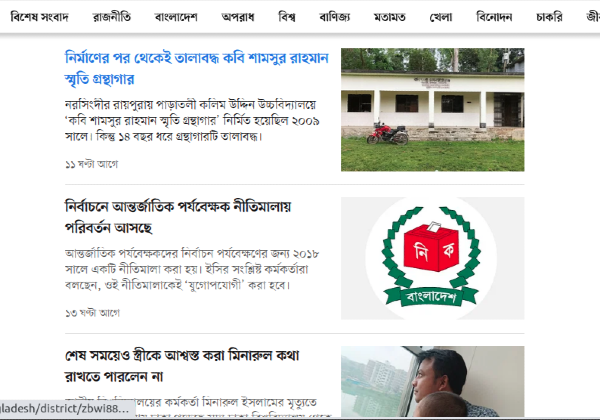 বিশেষ সংবাদ রাজনীতি বাংলাদেশ অপরাধ বিশ্ব বাণিজ্য মতামত খেলা বিনোদন চাকরি
নির্মাণের পর থেকেই তালাবদ্ধ কবি শামসুর রাহমান
স্মৃতি গ্রন্থাগার
নরসিংদীর রায়পুরায় পাড়াতলী কলিম উদ্দিন উচ্চবিদ্যালয়ে
‘কবি শামসুর রাহমান স্মৃতি গ্রন্থাগার’ নির্মিত হয়েছিল ২০০৯
সালে। কিন্তু ১৪ বছর ধরে গ্রন্থাগারটি তালাবদ্ধ।
১১ ঘণ্টা আগে
নির্বাচনে আন্তর্জাতিক পর্যবেক্ষক নীতিমালায়
পরিবর্তন আসছে
আন্তর্জাতিক পর্যবেক্ষকদের নির্বাচন পর্যবেক্ষণের জন্য ২০১৮
সালে একটি নীতিমালা করা হয়। ইসির সংশ্লিষ্ট কর্মকর্তারা
বলছেন, ওই নীতিমালাকেই ‘যুগোপযোগী’ করা হবে।
১৩ ঘণ্টা আগে
নি ক
বাংলাদেশ
শেষ সময়েও স্ত্রীকে আশ্বস্ত করা মিনারুল কথা
রাখতে পারলেন না
কর্মকর্তা মিনারুল ইসলামের মৃত্যুতে
gladesh/district/zbwi88...